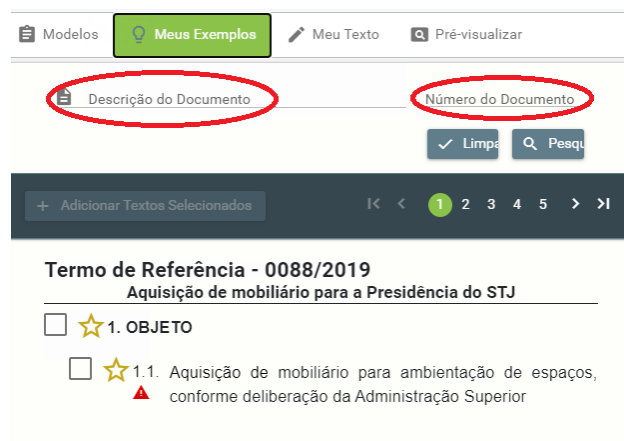 Modelos Meus Exemplos Meu Texto Pré-visualizar
Descrição do Documento Número do Documento
Limpa Pesqu
+ Adicionar Textos Selecionados 1 2 3 4 5
Termo de Referência - 0088/2019
Aquisição de mobiliário para a Presidência do STJ
1. OBJETO
1.1. Aquisição de mobiliário para ambientação de espaços,
conforme deliberação da Administração Superior